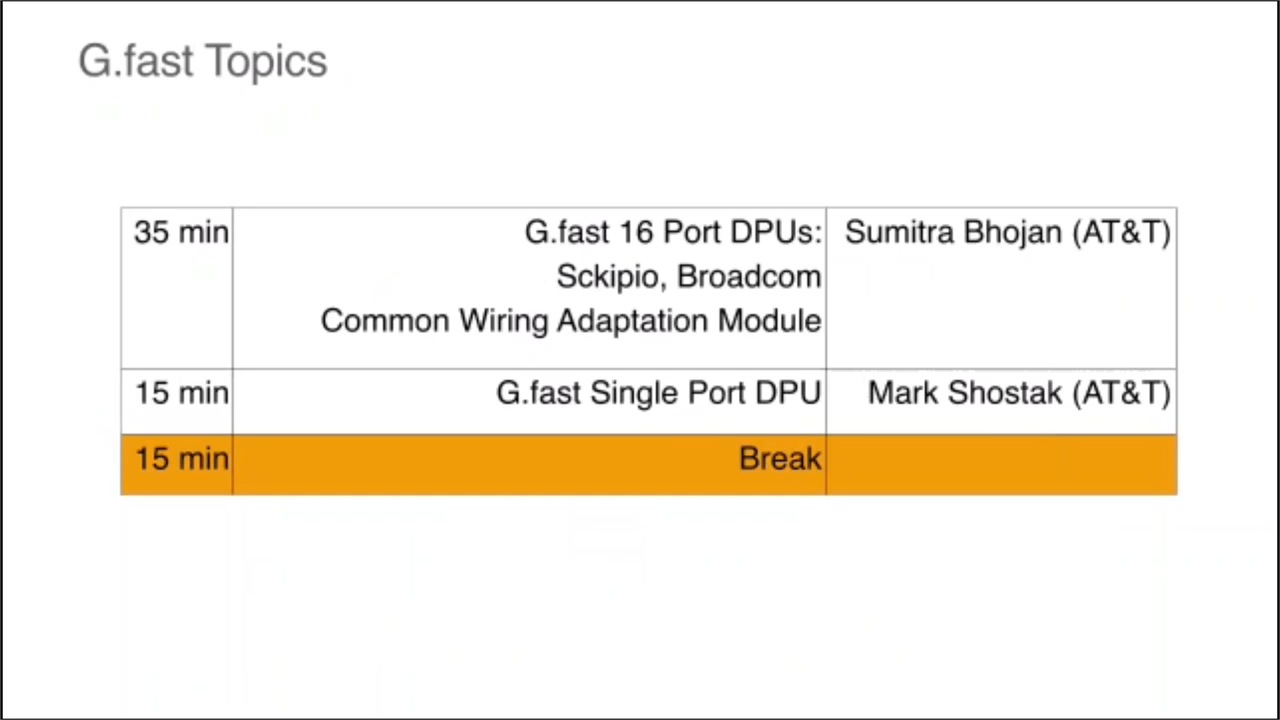 G.fast Topics
35 min G.fast 16 Port DPUs: Sumitra Bhojan (AT&T)
Sckipio, Broadcom
Common Wiring Adaptation Module
15 min G.fast Single Port DPU Mark Shostak (AT&T)
15 min Break